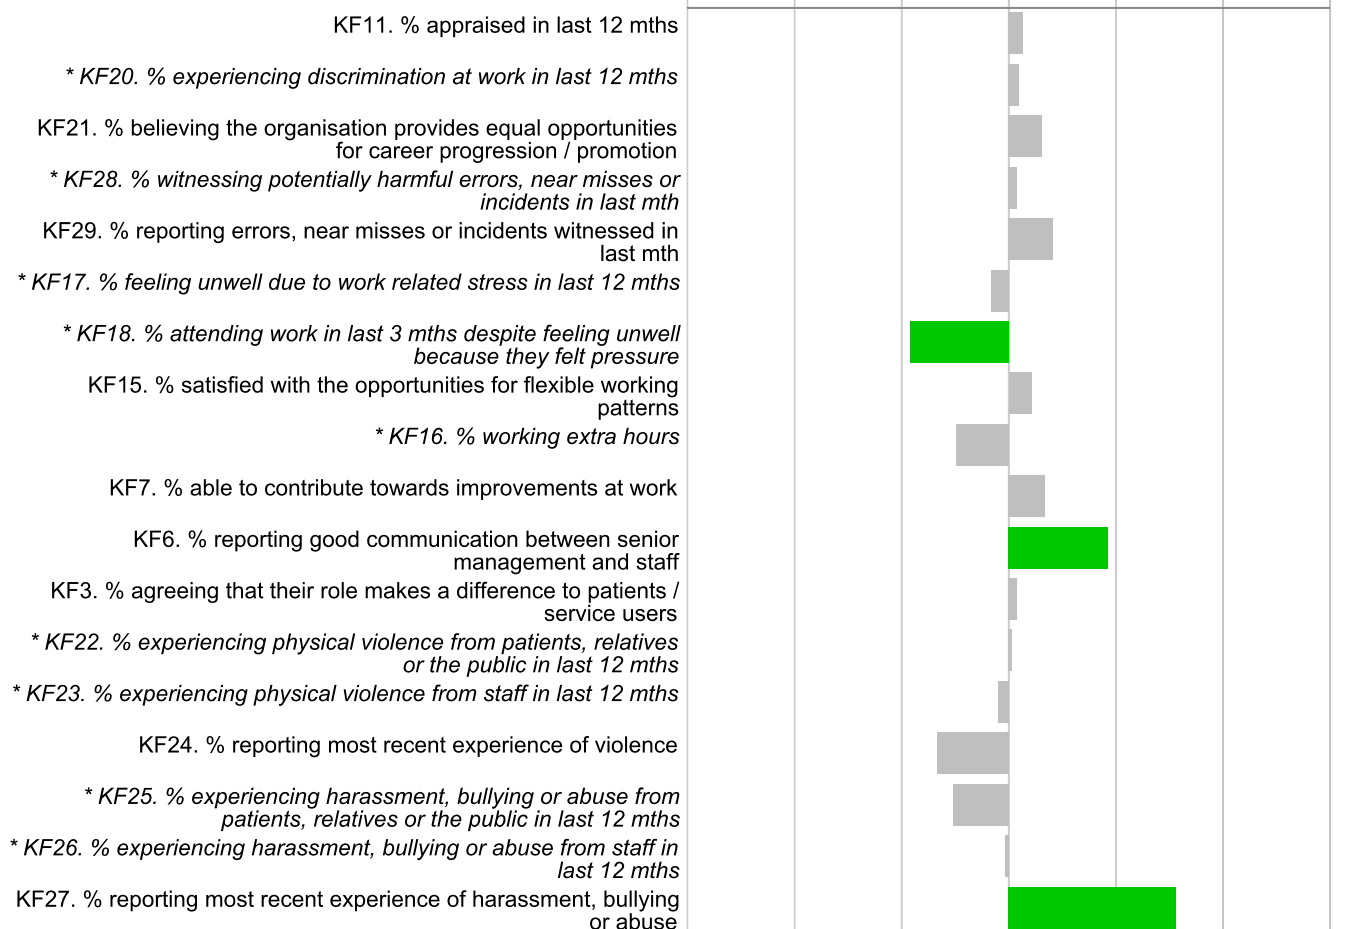 KF11. % appraised in last 12 mths
* KF20. % experiencing discrimination at work in last 12 mths
KF21. % believing the organisation provides equal opportunities
for career progression / promotion
* KF28. % witnessing potentially harmful errors, near misses or
incidents in last mth
KF29. % reporting errors, near misses or incidents witnessed in
last mth
* KF17. % feeling unwell due to work related stress in last 12 mths
* KF18. % attending work in last 3 mths despite feeling unwell
because they felt pressure
KF15. % satisfied with the opportunities for flexible working
patterns
* KF16. % working extra hours
KF7. % able to contribute towards improvements at work
KF6. % reporting good communication between senior
management and staff
KF3. % agreeing that their role makes a difference to patients /
service users
* KF22. % experiencing physical violence from patients, relatives
or the public in last 12 mths
* KF23. % experiencing physical violence from staff in last 12 mths
KF24. % reporting most recent experience of violence
* KF25. % experiencing harassment, bullying or abuse from
patients, relatives or the public in last 12 mths
* KF26. % experiencing harassment, bullying or abuse from staff in
last 12 mths
KF27. % reporting most recent experience of harassment, bullying
or abuse